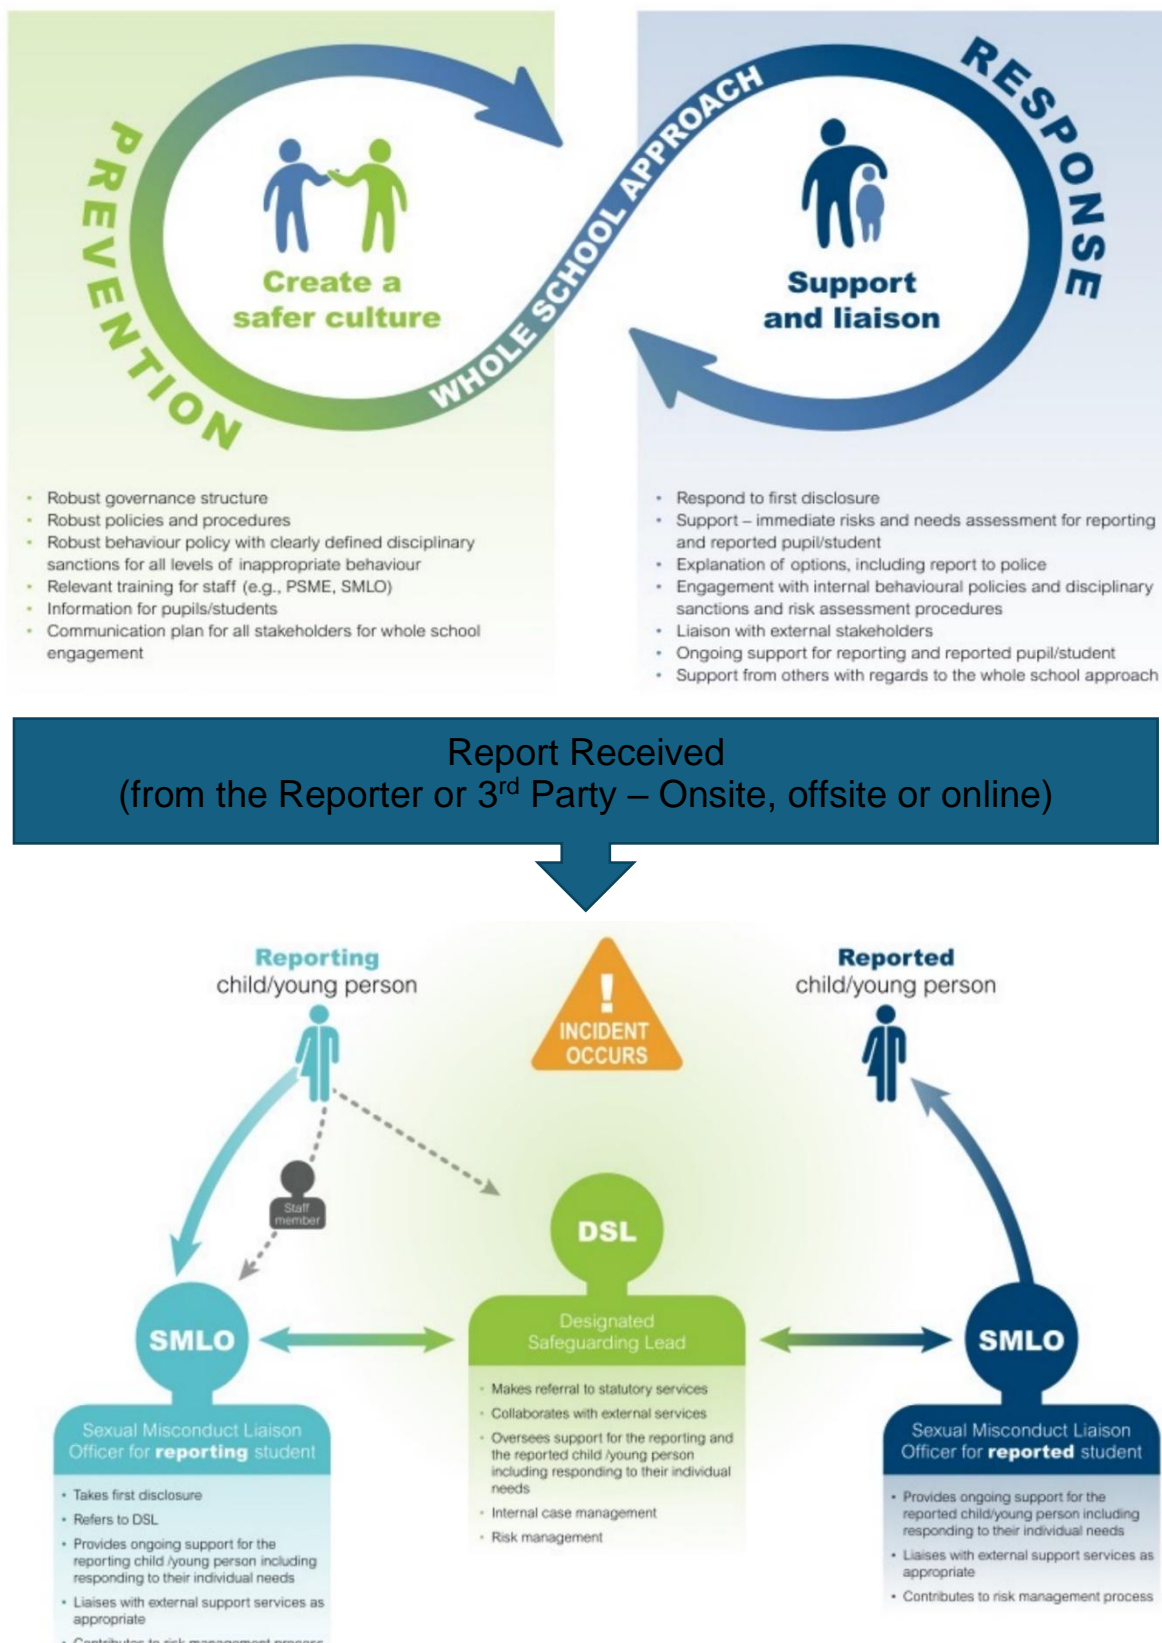 PREVENTION
Create a
safer culture
WHOLE SCHOOL APPROACH
RESPONSE
Support
and liaison
• Robust governance structure
• Robust policies and procedures
• Robust behaviour policy with clearly defined disciplinary
sanctions for all levels of inappropriate behaviour
• Relevant training for staff (e.g., PSME, SMLO)
• Information for pupils/students
• Communication plan for all stakeholders for whole school
engagement
• Respond to first disclosure
• Support – immediate risks and needs assessment for reporting
and reported pupil/student
• Explanation of options, including report to police
• Engagement with internal behavioural policies and disciplinary
sanctions and risk assessment procedures
• Liaison with external stakeholders
• Ongoing support for reporting and reported pupil/student
• Support from others with regards to the whole school approach
Report Received
(from the Reporter or 3rd Party – Onsite, offsite or online)
Reporting
child/young person
!
INCIDENT
OCCURS
Reported
child/young person
Staff
member
SMLO
Sexual Misconduct Liaison
Officer for reporting student
• Takes first disclosure
• Refers to DSL
• Provides ongoing support for the
reporting child /young person including
responding to their individual needs
• Liaises with external support services as
appropriate
• Contributes to risk management process
DSL
Designated
Safeguarding Lead
• Makes referral to statutory services
• Collaborates with external services
• Oversees support for the reporting and
the reported child /young person
including responding to their individual
needs
• Internal case management
• Risk management
SMLO
Sexual Misconduct Liaison
Officer for reported student
• Provides ongoing support for the
reported child/young person including
responding to their individual needs
• Liaises with external support services as
appropriate
• Contributes to risk management process